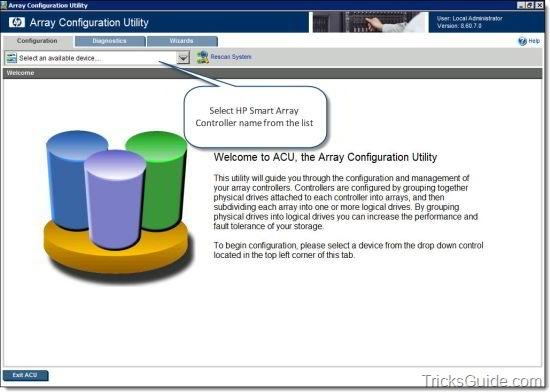 Array Configuration Utility
hp
Array Configuration Utility
User: Local Administrator
Version: 8.60.7.0
Configuration
Diagnostics
Wizards
Help
Select an available device....
Rescan System
Welcome
Select HP Smart Array
Controller name from the list
Welcome to ACU, the Array Configuration Utility
This utility will guide you through the configuration and management of
your array controllers. Controllers are configured by grouping together
physical drives attached to each controller into arrays, and then
subdividing each array into one or more logical drives. By grouping
physical drives into logical drives you can increase the performance and
fault tolerance of your storage.
To begin configuration, please select a device from the drop down control
located in the top left corner of this tab.
Exit ACU
TricksGuide.com